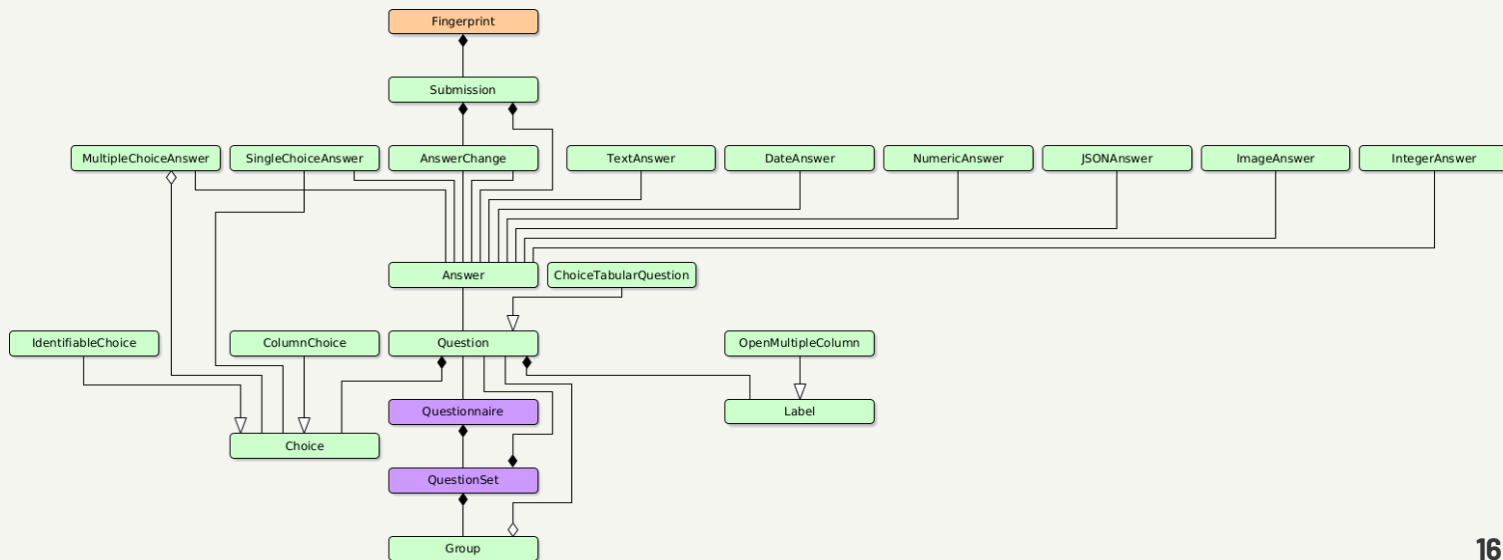 Fingerprint
Submission
MultipleChoiceAnswer
SingleChoiceAnswer
AnswerChange
TextAnswer
DateAnswer
NumericAnswer
JSONAnswer
ImageAnswer
IntegerAnswer
Answer
ChoiceTabularQuestion
IdentifiableChoice
ColumnChoice
Question
OpenMultipleColumn
Questionnaire
Label
Choice
QuestionSet
Group
16